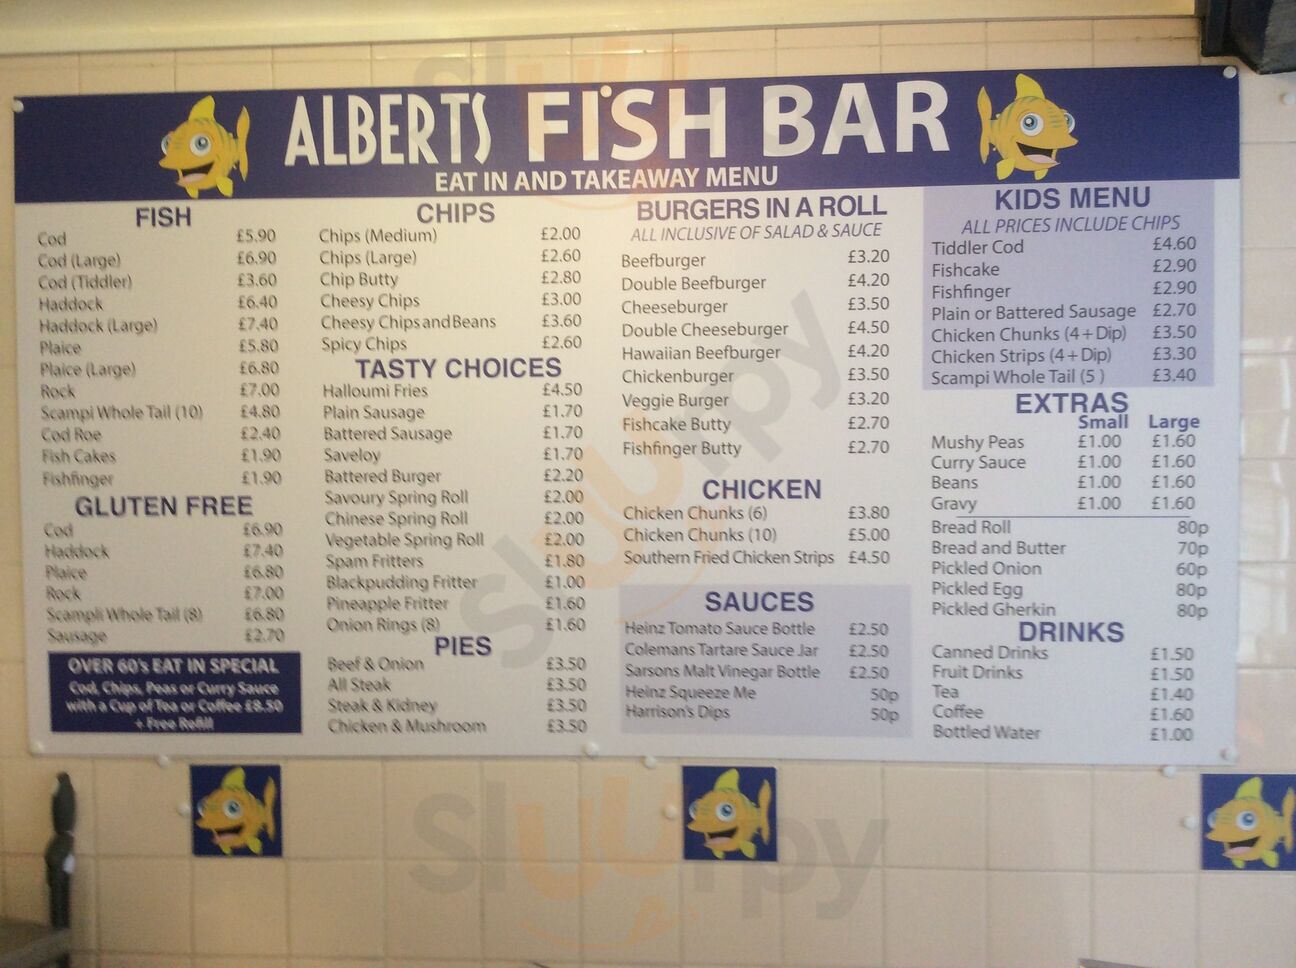 ALBERTS FISH BAR
EAT IN AND TAKEAWAY MENU
FISH
Cod £5.90
Cod (Large) £6.90
Cod (Tiddler) £3.60
Haddock £6.40
Haddock (Large) £7.40
Plaice £5.80
Plaice (Large) £6.80
Rock £7.00
Scampi Whole Tail (10) £4.80
Cod Roe £2.40
Fish Cakes £1.90
Fishfinger £1.90
GLUTEN FREE
Cod £6.90
Haddock £7.40
Plaice £6.80
Rock £7.00
Scampli Whole Tail (8) £6.80
Sausage £2.70
OVER 60's EAT IN SPECIAL
Cod, Chips, Peas or Curry Sauce
with a Cup of Tea or Coffee £8.50
+ Free Refill
CHIPS
Chips (Medium) £2.00
Chips (Large) £2.60
Chip Butty £2.80
Cheesy Chips £3.00
Cheesy Chips and Beans £3.60
Spicy Chips £2.60
TASTY CHOICES
Halloumi Fries £4.50
Plain Sausage £1.70
Battered Sausage £1.70
Saveloy £1.70
Battered Burger £2.20
Savoury Spring Roll £2.00
Chinese Spring Roll £2.00
Vegetable Spring Roll £2.00
Spam Fritters £1.80
Blackpudding Fritter £1.00
Pineapple Fritter £1.60
Onion Rings (8) £1.60
PIES
Beef & Onion £3.50
All Steak £3.50
Steak & Kidney £3.50
Chicken & Mushroom £3.50
BURGERS IN A ROLL
ALL INCLUSIVE OF SALAD & SAUCE
Beefburger £3.20
Double Beefburger £4.20
Cheeseburger £3.50
Double Cheeseburger £4.50
Hawaiian Beefburger £4.20
Chickenburger £3.50
Veggie Burger £3.20
Fishcake Butty £2.70
Fishfinger Butty £2.70
CHICKEN
Chicken Chunks (6) £3.80
Chicken Chunks (10) £5.00
Southern Fried Chicken Strips £4.50
SAUCES
Heinz Tomato Sauce Bottle £2.50
Colemans Tartare Sauce Jar £2.50
Sarsons Malt Vinegar Bottle £2.50
Heinz Squeeze Me 50p
Harrison's Dips 50p
KIDS MENU
ALL PRICES INCLUDE CHIPS
Tiddler Cod £4.60
Fishcake £2.90
Fishfinger £2.90
Plain or Battered Sausage £2.70
Chicken Chunks (4+Dip) £3.50
Chicken Strips (4+Dip) £3.30
Scampi Whole Tail (5 ) £3.40
EXTRAS
Small Large
Mushy Peas £1.00 £1.60
Curry Sauce £1.00 £1.60
Beans £1.00 £1.60
Gravy £1.00 £1.60
Bread Roll 80p
Bread and Butter 70p
Pickled Onion 60p
Pickled Egg 80p
Pickled Gherkin 80p
DRINKS
Canned Drinks £1.50
Fruit Drinks £1.50
Tea £1.40
Coffee £1.60
Bottled Water £1.00
Sluurpy
Sluurpy